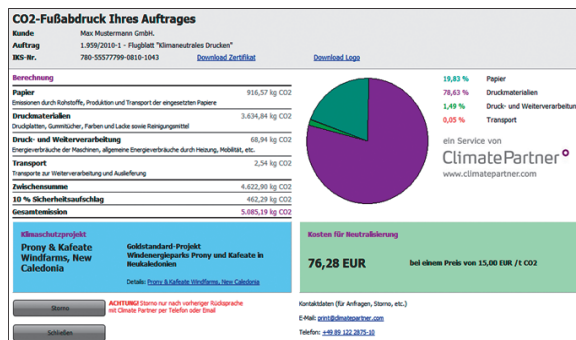 CO2-Fußabdruck Ihres Auftrages
Kunde Max Mustermann GmbH.
Auftrag 1.959/2010-1 - Flugblatt "Klimaneutrales Drucken"
IKS-Nr. 780-55577799-0810-1043 Download Zertifikat Download Logo
Berechnung
Papier 916,57 kg CO2
Emissionen durch Rohstoffe, Produktion und Transport der eingesetzten Papiere
Druckmaterialien 3.634,84 kg CO2
Druckplatten, Gummitücher, Farben und Lacke sowie Reinigungsmittel
Druck- und Weiterverarbeitung 68,94 kg CO2
Energieverbräuche der Maschinen, allgemeine Energieverbräuche durch Heizung, Mobilität, etc.
Transport 2,54 kg CO2
Transporte zur Weiterverarbeitung und Auslieferung
Zwischensumme 4.622,90 kg CO2
10 % Sicherheitsaufschlag 462,29 kg CO2
Gesamtemission 5.085,19 kg CO2
19,83 % Papier
78,63 % Druckmaterialien
1,49 % Druck- und Weiterverarbeitung
0,05 % Transport
ein Service von
ClimatePartner°
www.climatepartner.com
Klimaschutzprojekt
Prony & Kafeate
Windfarms, New
Caledonia
Goldstandard-Projekt
Windenergieparks Prony und Kafeate in
Neukaledonien
Details: Prony & Kafeate Windfarms, New Caledonia
Kosten für Neutralisierung
76,28 EUR bei einem Preis von 15,00 EUR /t CO2
Storno
ACHTUNG! Storno nur nach vorheriger Rücksprache
mit Climate Partner per Telefon oder Email
Schließen
Kontaktdaten (für Anfragen, Storno, etc.)
E-Mail: print@climatepartner.com
Telefon: +49 89 122 2875-10